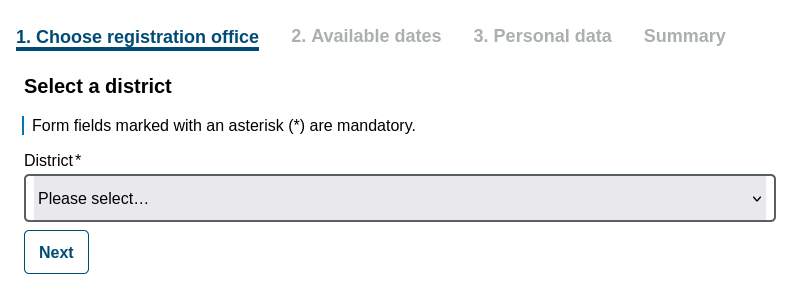 1. Choose registration office 2. Available dates 3. Personal data Summary
Select a district
Form fields marked with an asterisk (*) are mandatory.
District*
Please select…
Next